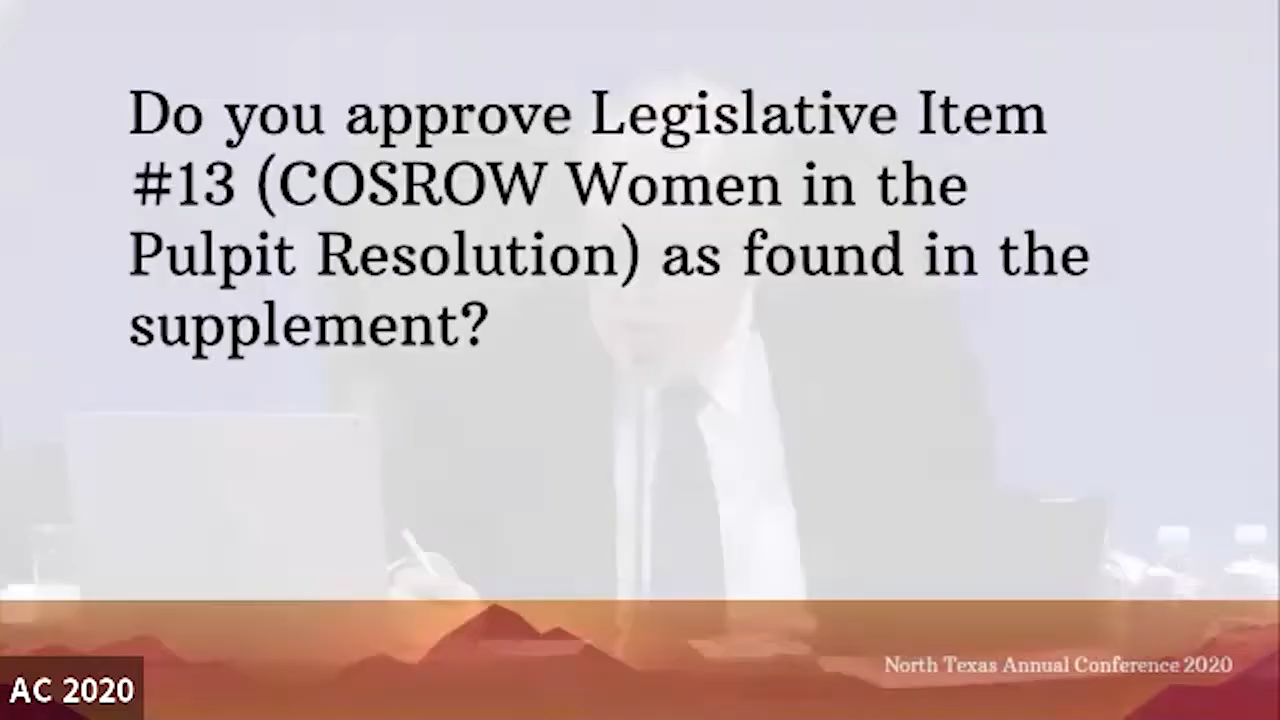 Do you approve Legislative Item
#13 (COSROW Women in the
Pulpit Resolution) as found in the
supplement?
North Texas Annual Conference 2020
AC 2020